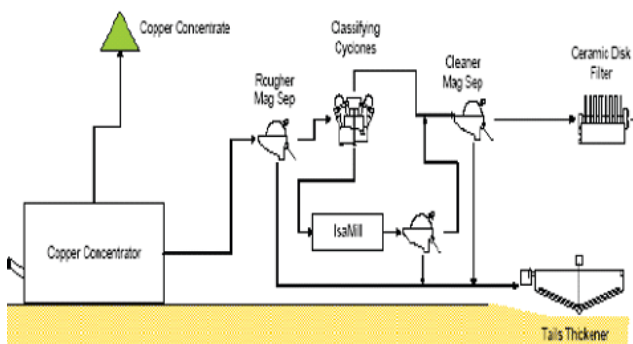 Copper Concentrate
Classifying
Cyclones
Rougher
Mag Sep
Cleaner
Mag Sep
Ceramic Disk
Filter
Copper Concentrator
IsaMill
Tails Thickener